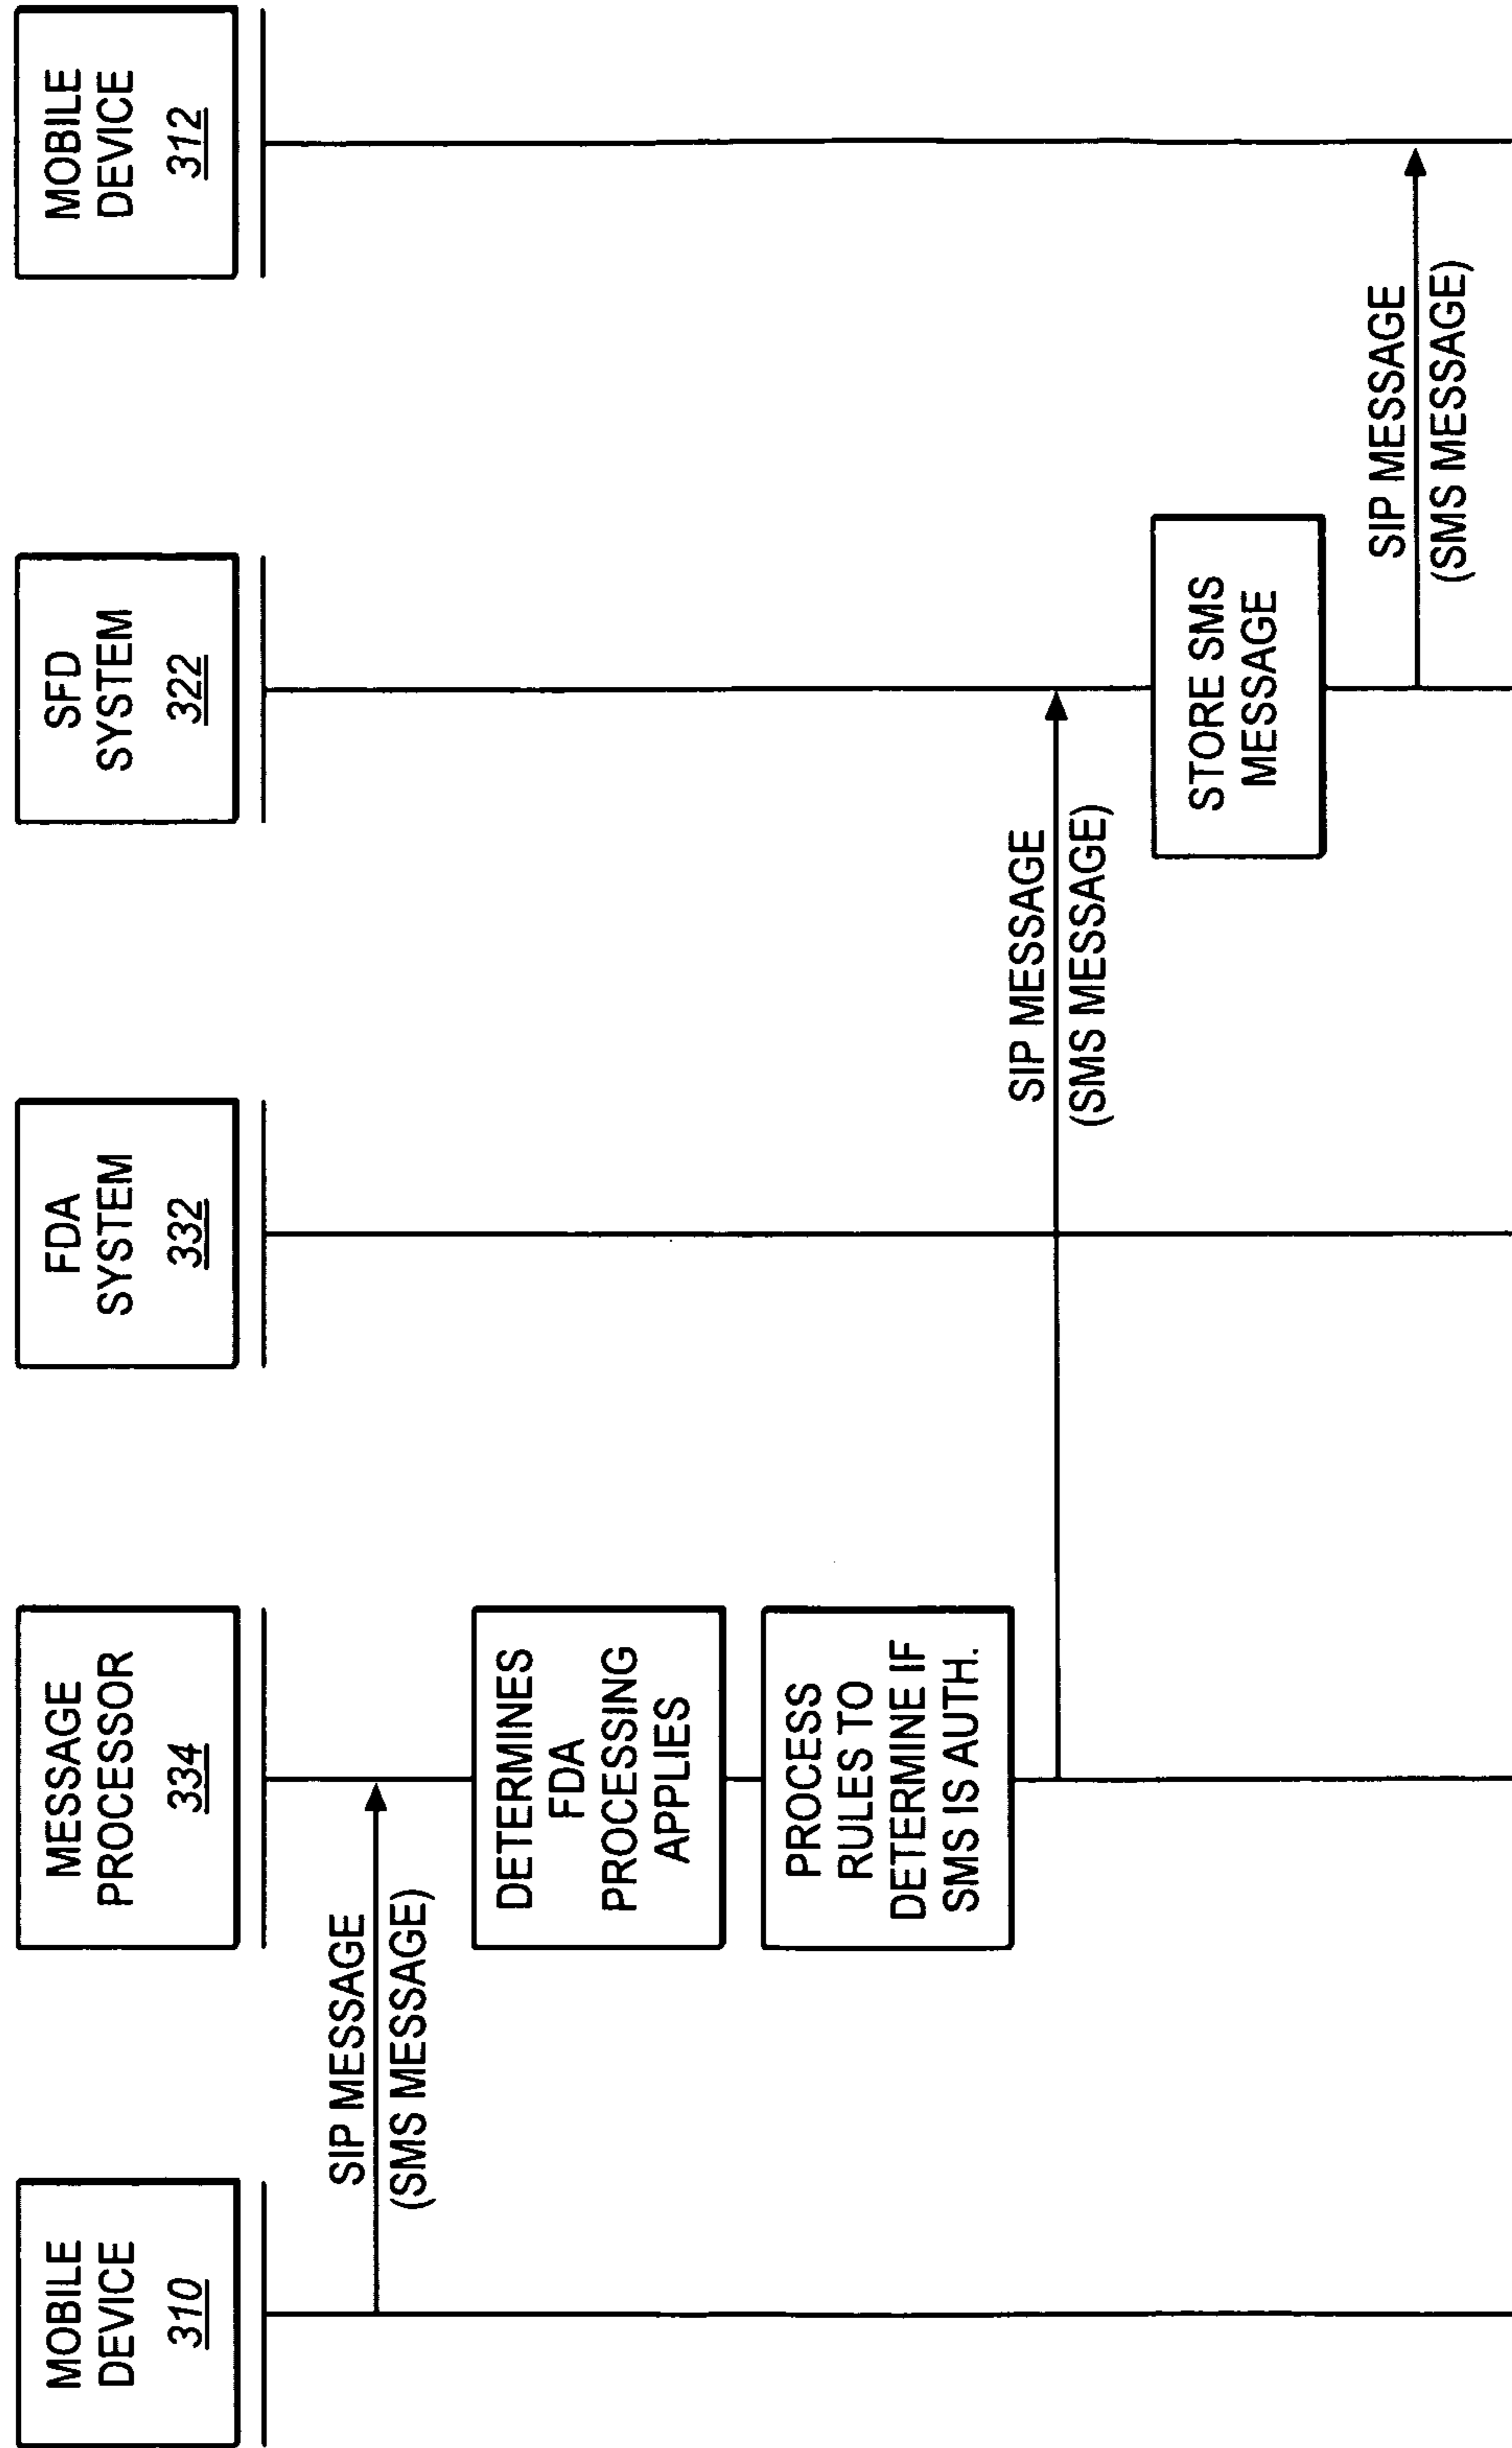 MOBILE
DEVICE
310
MESSAGE
PROCESSOR
334
FDA
SYSTEM
332
SFD
SYSTEM
322
MOBILE
DEVICE
312
SIP MESSAGE
(SMS MESSAGE)
DETERMINES
FDA
PROCESSING
APPLIES
PROCESS
RULES TO
DETERMINE IF
SMS IS AUTH.
SIP MESSAGE
(SMS MESSAGE)
STORE SMS
MESSAGE
SIP MESSAGE
(SMS MESSAGE)